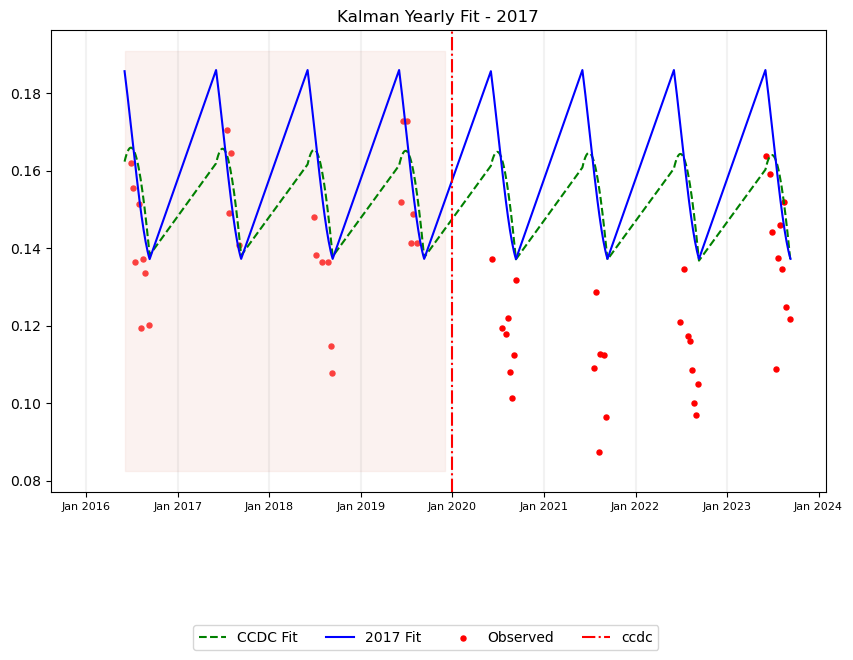 Kalman Yearly Fit - 2017
0.18
0.16
0.14
0.12
0.10
0.08
Jan 2016 Jan 2017 Jan 2018 Jan 2019 Jan 2020 Jan 2021 Jan 2022 Jan 2023 Jan 2024
CCDC Fit 2017 Fit Observed ccdc